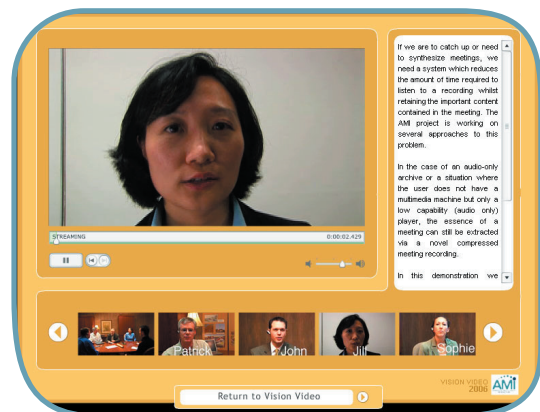 If we are to catch up or need
to synthesize meetings, we
need a system which reduces
the amount of time required to
listen to a recording whilst
retaining the important content
contained in the meeting. The
AMI project is working on
several approaches to this
problem.
In the case of an audio-only
archive or a situation where
the user does not have a
multimedia machine but only a
low capability (audio only)
player, the essence of a
meeting can still be extracted
via a novel compressed
meeting recording.
In this demonstration we
STREAMING 0:00:02.429
Patrick John Jill Sophie
VISION VIDEO
2006
AMI
Return to Vision Video